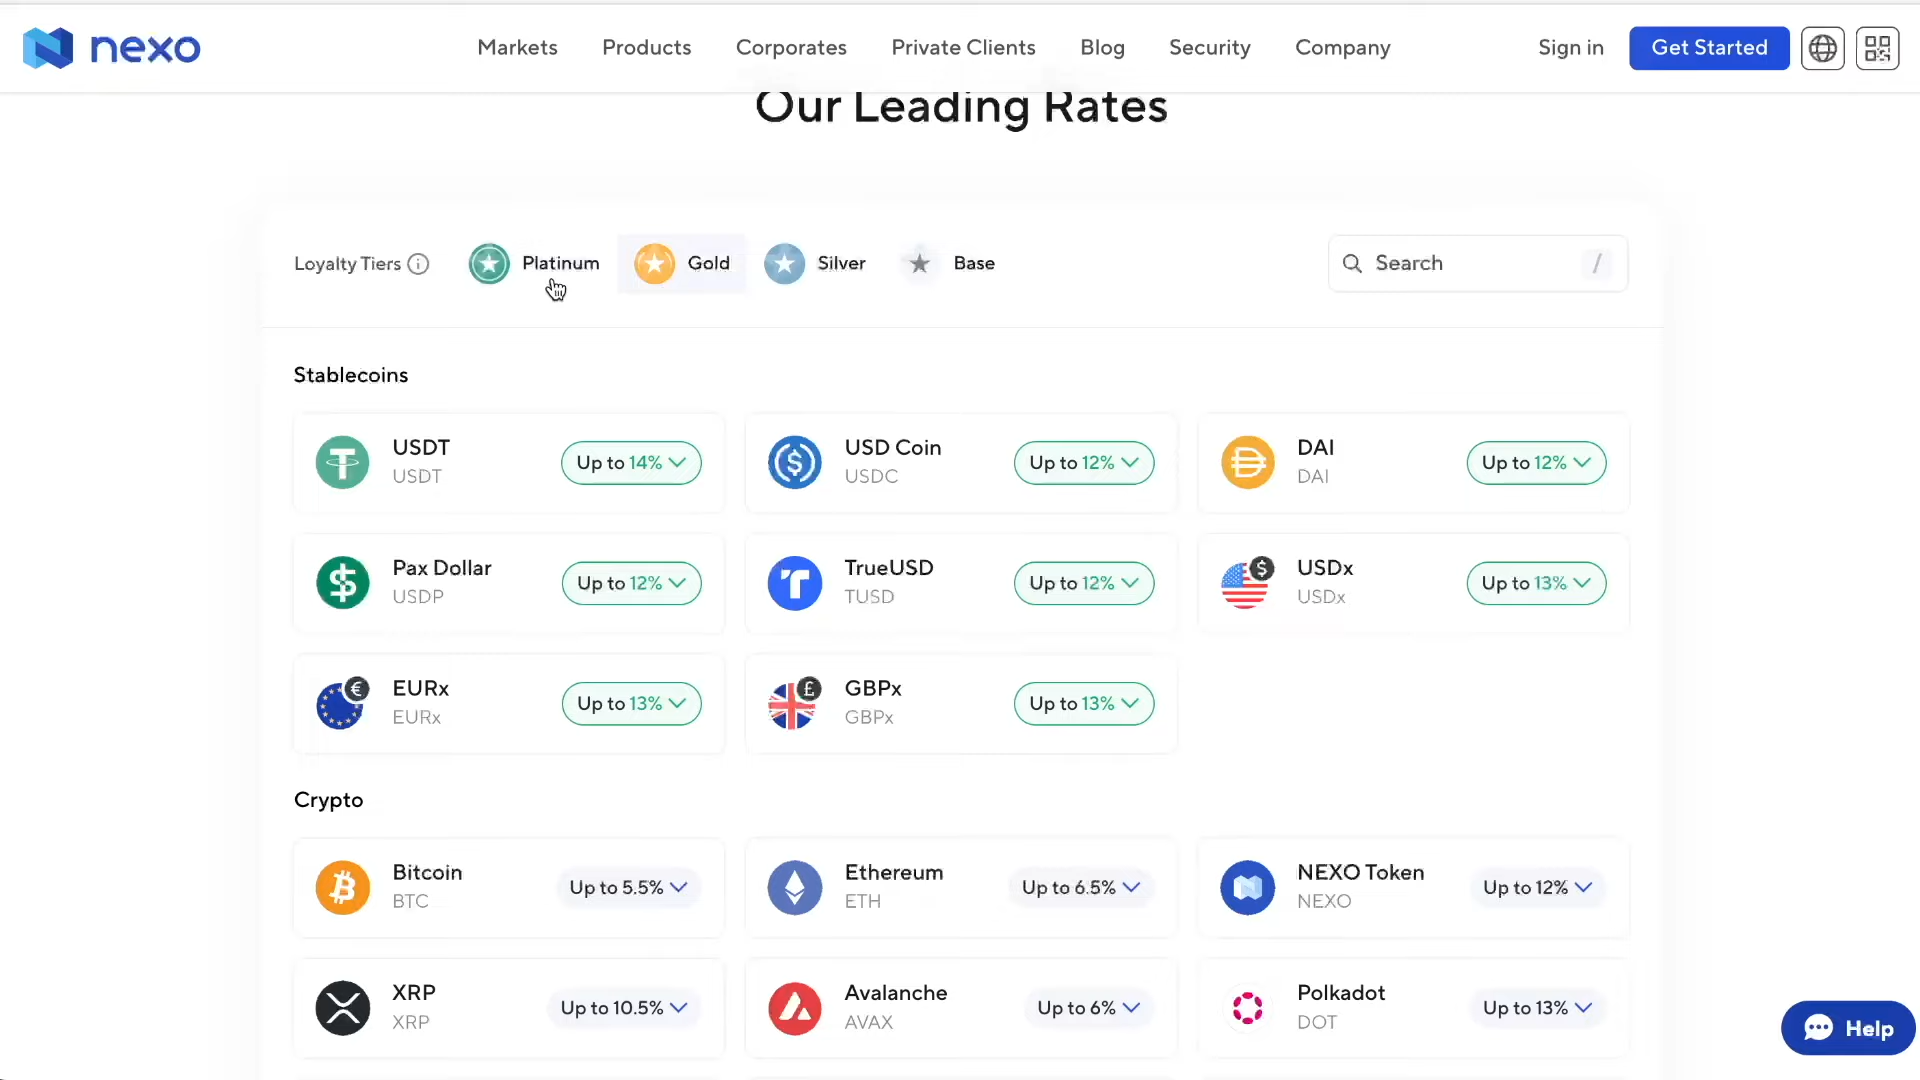 nexo
Markets Products Corporates Private Clients Blog Security Company Sign in Get Started
Our Leading Rates
Loyalty Tiers Platinum Gold Silver Base Search /
Stablecoins
USDT
USDT
Up to 14%
USD Coin
USDC
Up to 12%
DAI
DAI
Up to 12%
Pax Dollar
USDP
Up to 12%
TrueUSD
TUSD
Up to 12%
USDx
USDx
Up to 13%
EURx
EURx
Up to 13%
GBPx
GBPx
Up to 13%
Crypto
Bitcoin
BTC
Up to 5.5%
Ethereum
ETH
Up to 6.5%
NEXO Token
NEXO
Up to 12%
XRP
XRP
Up to 10.5%
Avalanche
AVAX
Up to 6%
Polkadot
DOT
Up to 13%
Help